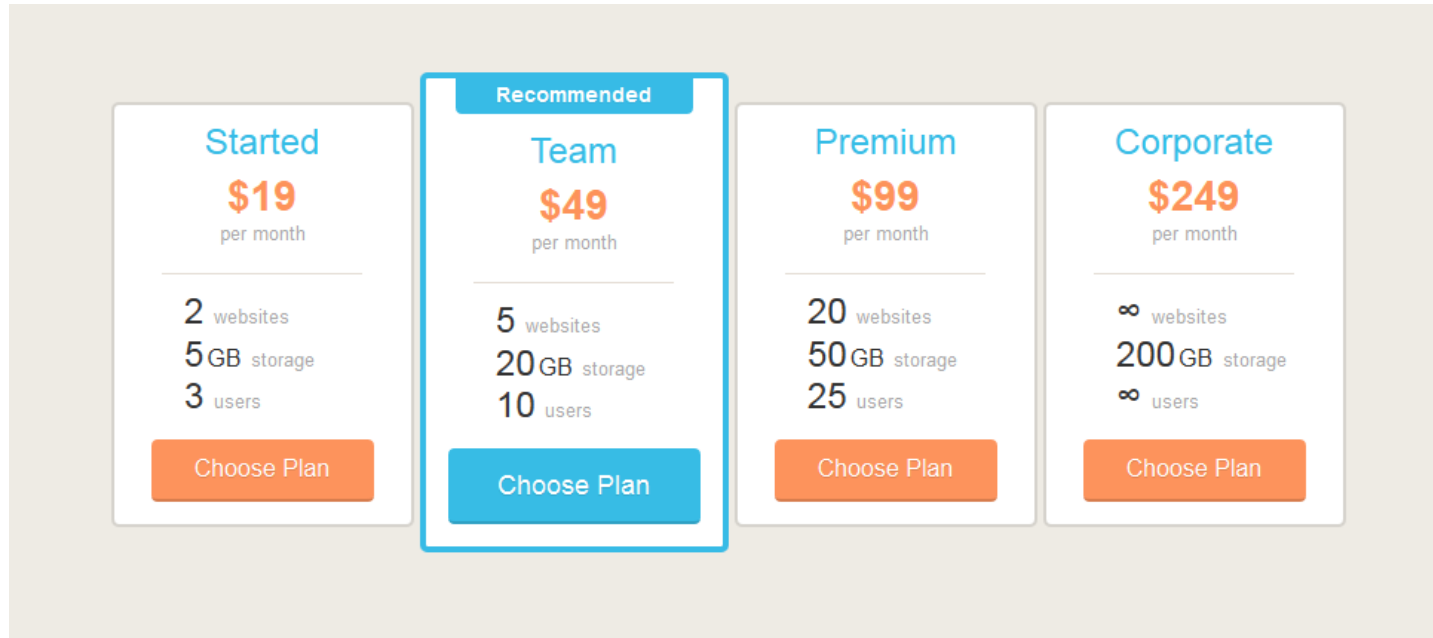 Started
$19
per month
2 websites
5GB storage
3 users
Choose Plan
Recommended
Team
$49
per month
5 websites
20GB storage
10 users
Choose Plan
Premium
$99
per month
20 websites
50GB storage
25 users
Choose Plan
Corporate
$249
per month
∞ websites
200GB storage
∞ users
Choose Plan